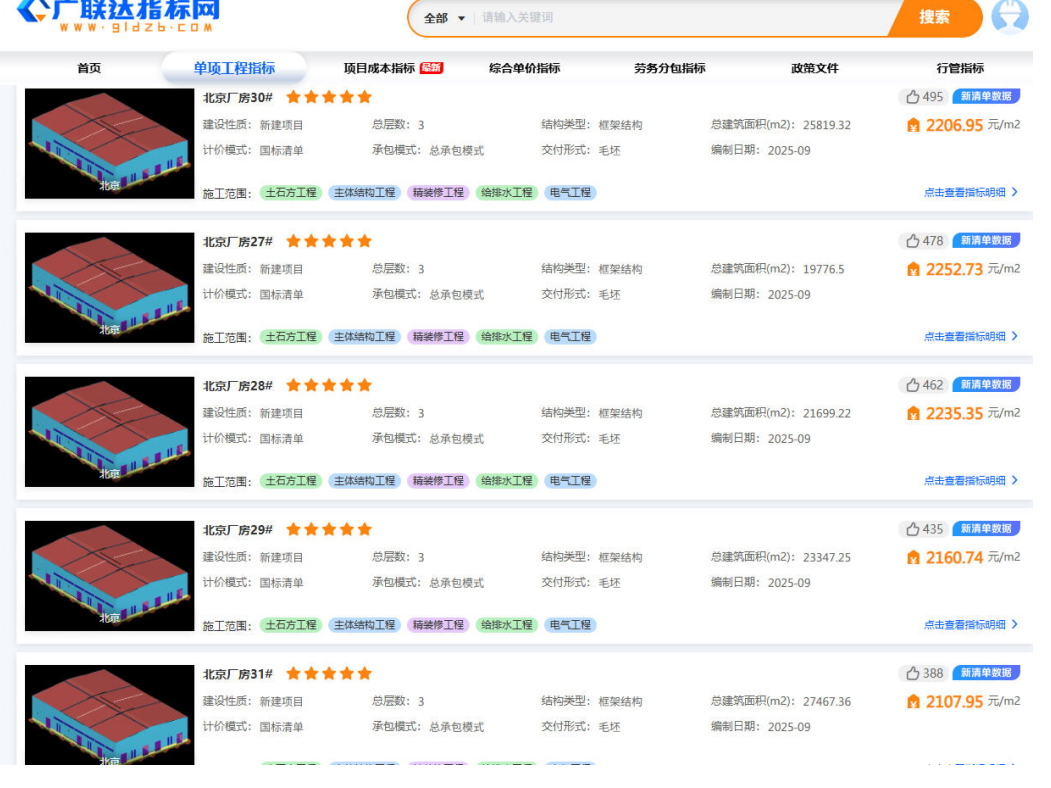 广联达指标网
www.gldzb.com
全部 请输入关键词 搜索
首页 单项工程指标 项目成本指标 最新 综合单价指标 劳务分包指标 政策文件 行管指标
北京厂房30# 495 新清单数据
建设性质: 新建项目 总层数: 3 结构类型: 框架结构 总建筑面积(m2): 25819.32 2206.95 元/m2
计价模式: 国标清单 承包模式: 总承包模式 交付形式: 毛坯 编制日期: 2025-09
北京
施工范围: 土石方工程 主体结构工程 精装修工程 给排水工程 电气工程 点击查看指标明细
北京厂房27# 478 新清单数据
建设性质: 新建项目 总层数: 3 结构类型: 框架结构 总建筑面积(m2): 19776.5 2252.73 元/m2
计价模式: 国标清单 承包模式: 总承包模式 交付形式: 毛坯 编制日期: 2025-09
北京
施工范围: 土石方工程 主体结构工程 精装修工程 给排水工程 电气工程 点击查看指标明细
北京厂房28# 462 新清单数据
建设性质: 新建项目 总层数: 3 结构类型: 框架结构 总建筑面积(m2): 21699.22 2235.35 元/m2
计价模式: 国标清单 承包模式: 总承包模式 交付形式: 毛坯 编制日期: 2025-09
北京
施工范围: 土石方工程 主体结构工程 精装修工程 给排水工程 电气工程 点击查看指标明细
北京厂房29# 435 新清单数据
建设性质: 新建项目 总层数: 3 结构类型: 框架结构 总建筑面积(m2): 23347.25 2160.74 元/m2
计价模式: 国标清单 承包模式: 总承包模式 交付形式: 毛坯 编制日期: 2025-09
北京
施工范围: 土石方工程 主体结构工程 精装修工程 给排水工程 电气工程 点击查看指标明细
北京厂房31# 388 新清单数据
建设性质: 新建项目 总层数: 3 结构类型: 框架结构 总建筑面积(m2): 27467.36 2107.95 元/m2
计价模式: 国标清单 承包模式: 总承包模式 交付形式: 毛坯 编制日期: 2025-09
北京